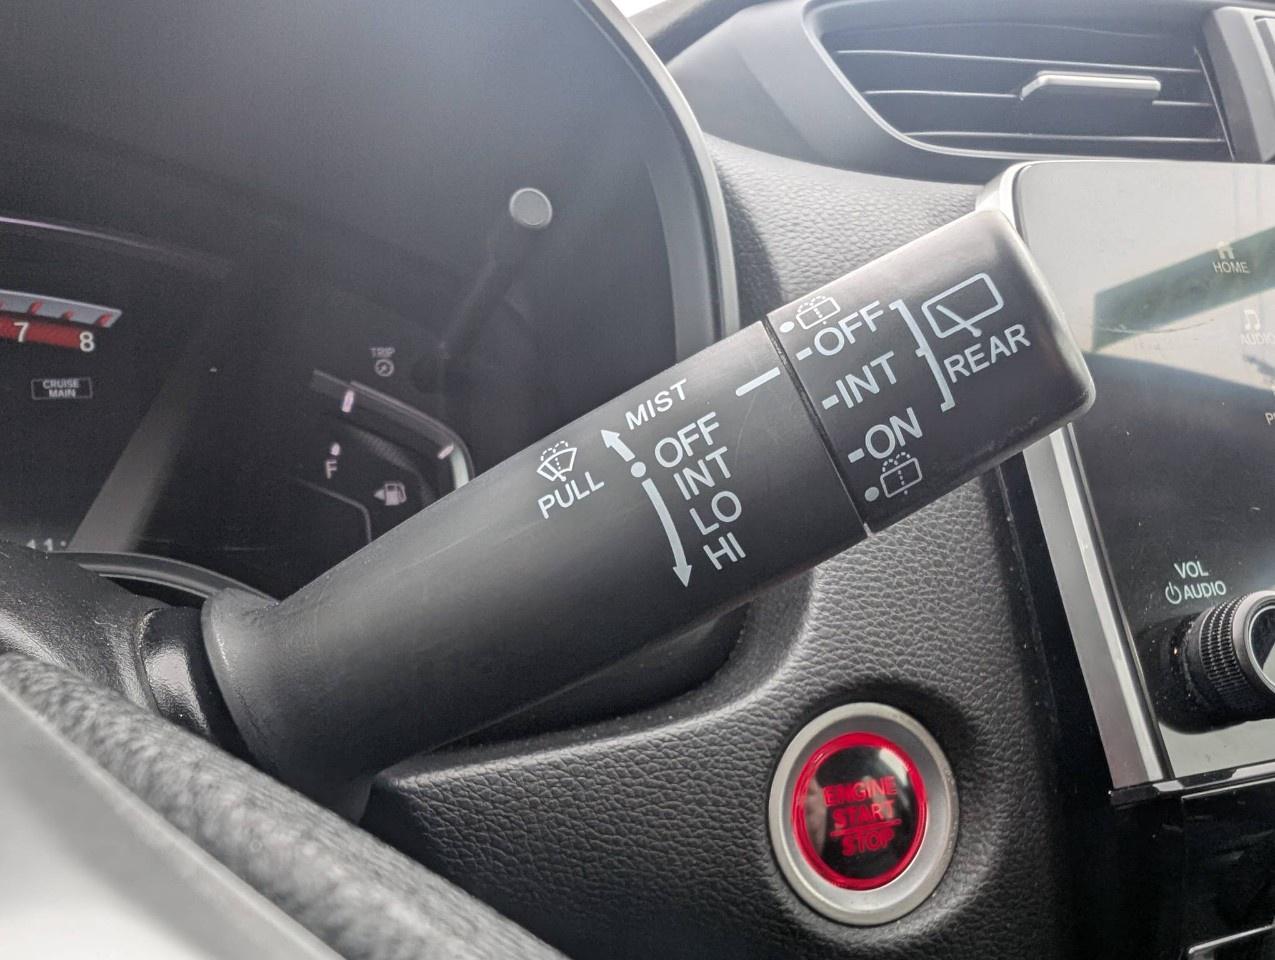 7 8
CRUISE
MAIN
TRIP
F
PULL
MIST
OFF
INT
LO
HI
OFF
INT
ON
REAR
HOME
AUDIO
VOL
AUDIO
ENGINE
START
STOP